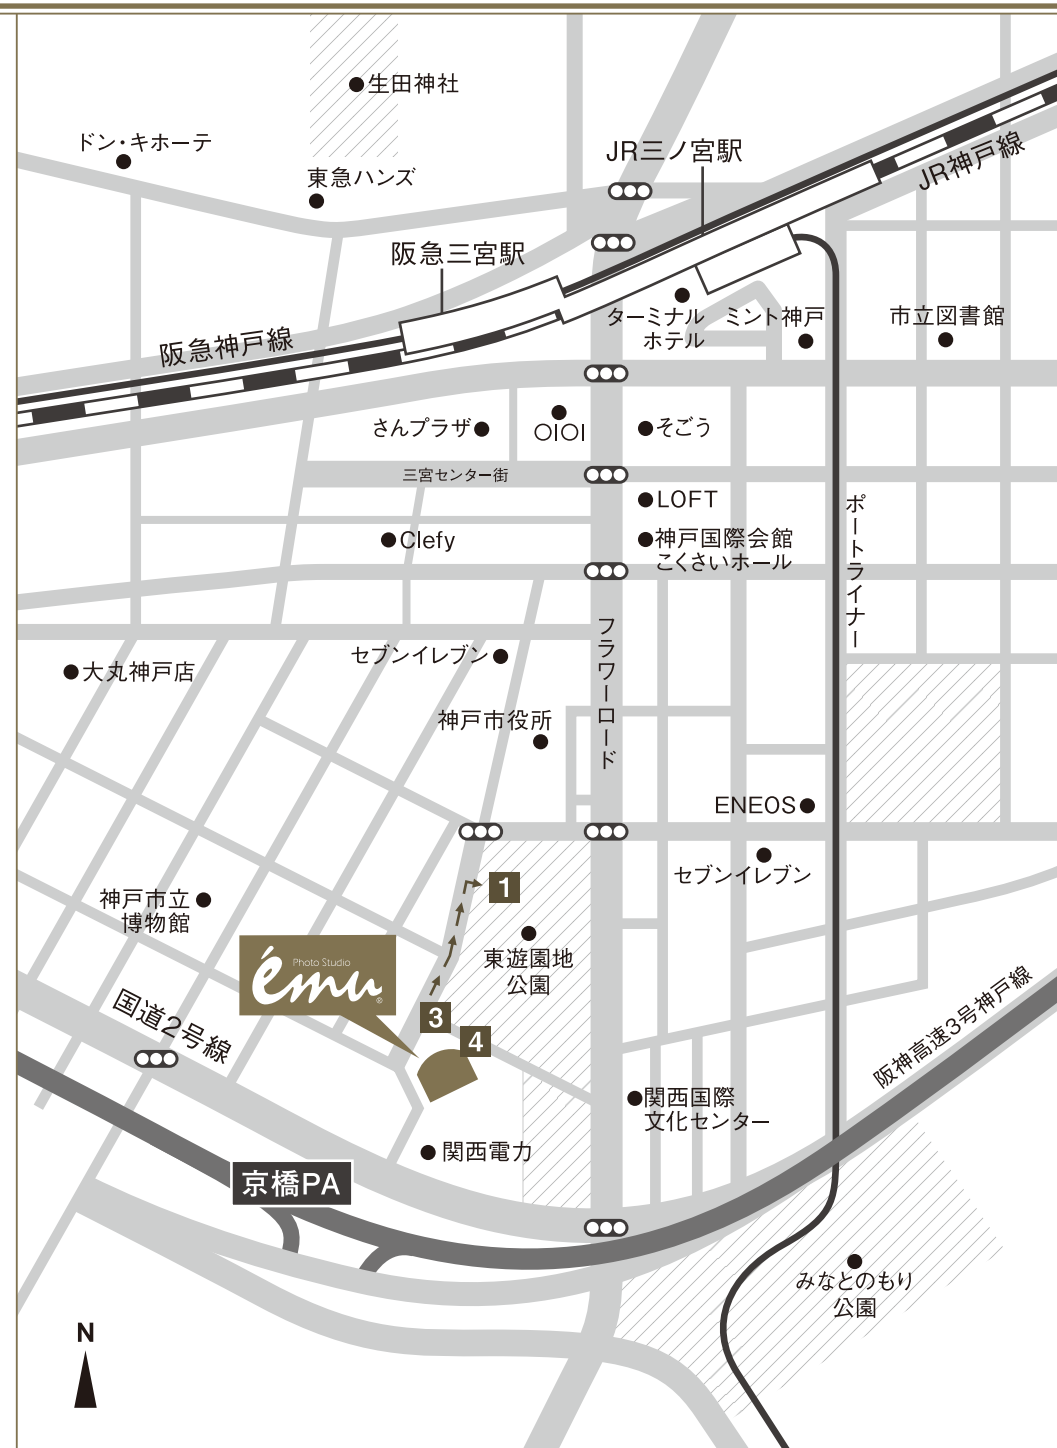 生田神社
ドン・キホーテ
東急ハンズ
JR三ノ宮駅
JR神戸線
阪急三宮駅
阪急神戸線
ターミナル
ホテル
ミント神戸
市立図書館
さんプラザ
OIOI
そごう
三宮センター街
LOFT
Clefy
神戸国際会館
こくさいホール
ポートライナー
フラワーロード
大丸神戸店
セブンイレブン
神戸市役所
ENEOS
セブンイレブン
神戸市立
博物館
1
東遊園地
公園
Photo Studio
ému®
3
4
国道2号線
阪神高速3号神戸線
関西国際
文化センター
関西電力
京橋PA
みなとのもり
公園
N